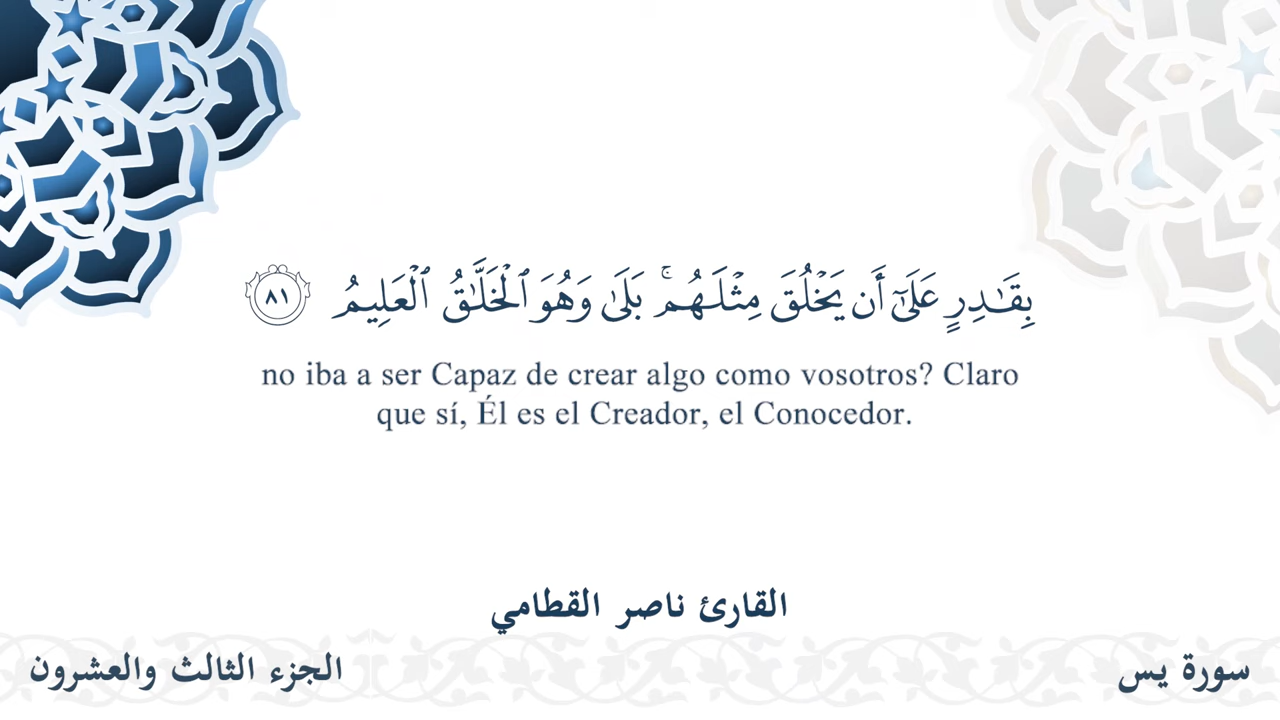 بِقَـٰدِرٍ عَلَىٰٓ أَن يَخْلُقَ مِثْلَهُم ۚ بَلَىٰ وَهُوَ ٱلْخَلَّـٰقُ ٱلْعَلِيمُ ٨١
no iba a ser Capaz de crear algo como vosotros? Claro
que sí, Él es el Creador, el Conocedor.
القارئ ناصر القطامي
سورة يس
الجزء الثالث والعشرون